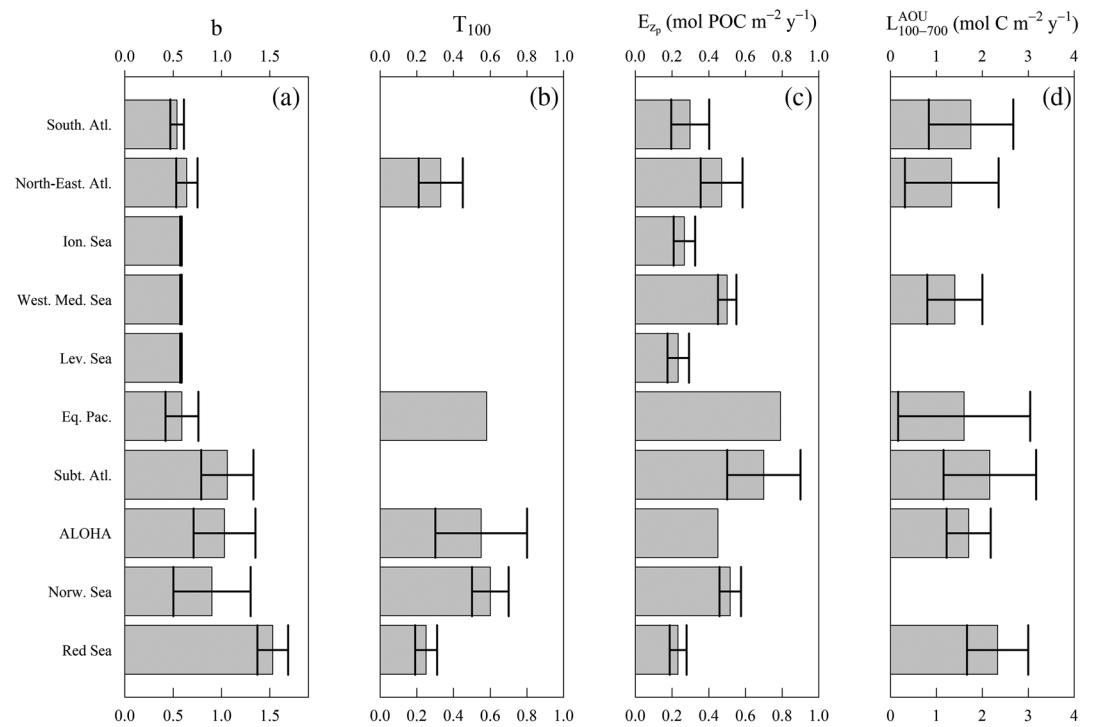 b
T100
EZp (mol POC m−2 y−1)
L100−700AOU (mol C m−2 y−1)
0.0 0.5 1.0 1.5
0.0 0.2 0.4 0.6 0.8 1.0
0.0 0.2 0.4 0.6 0.8 1.0
0 1 2 3 4
(a)
(b)
(c)
(d)
South. Atl.
North-East. Atl.
Ion. Sea
West. Med. Sea
Lev. Sea
Eq. Pac.
Subt. Atl.
ALOHA
Norw. Sea
Red Sea
0.0 0.5 1.0 1.5
0.0 0.2 0.4 0.6 0.8 1.0
0.0 0.2 0.4 0.6 0.8 1.0
0 1 2 3 4